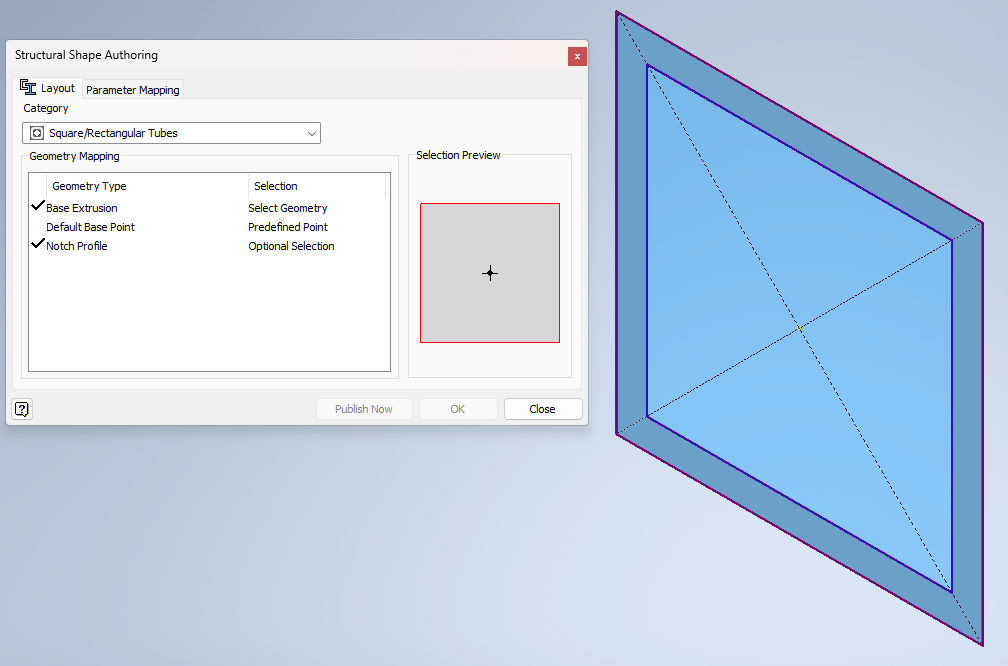 Structural Shape Authoring
x
Layout
Parameter Mapping
Category
Square/Rectangular Tubes
Geometry Mapping
Geometry Type Selection
Base Extrusion Select Geometry
Default Base Point Predefined Point
Notch Profile Optional Selection
Selection Preview
?
Publish Now
OK
Close